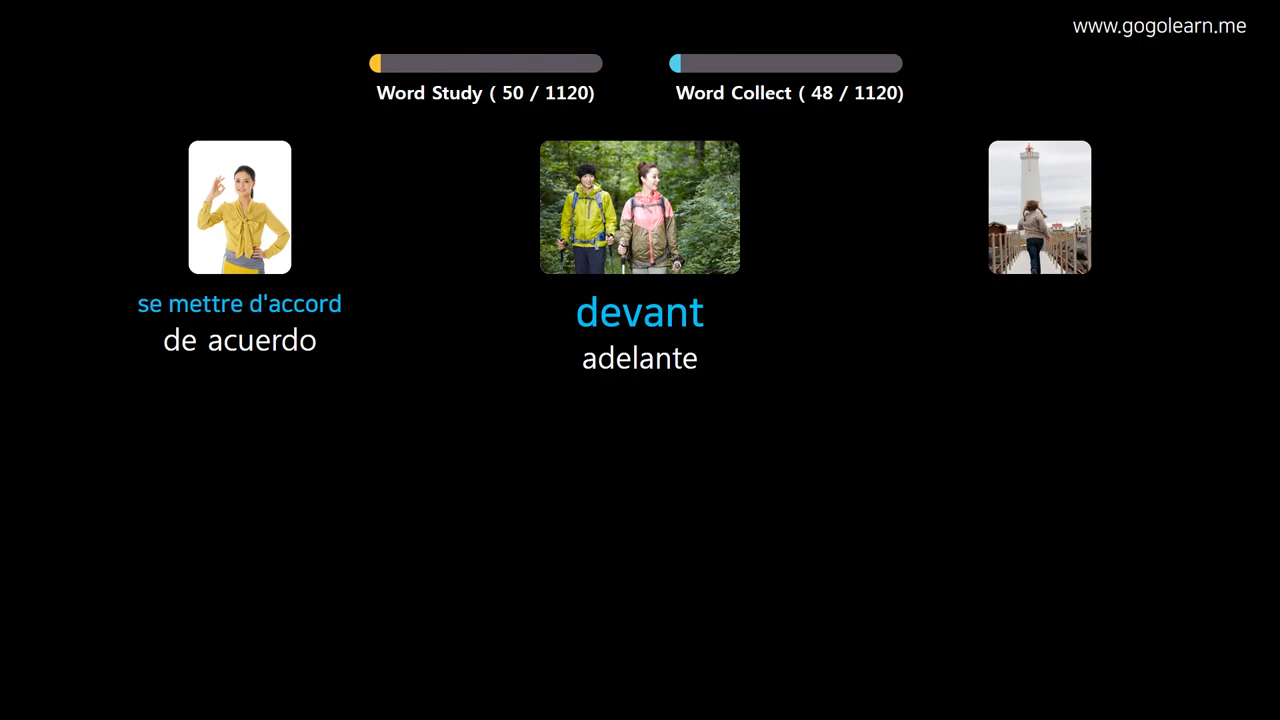 www.gogolearn.me
Word Study ( 50 / 1120)
Word Collect ( 48 / 1120)
se mettre d'accord
de acuerdo
devant
adelante